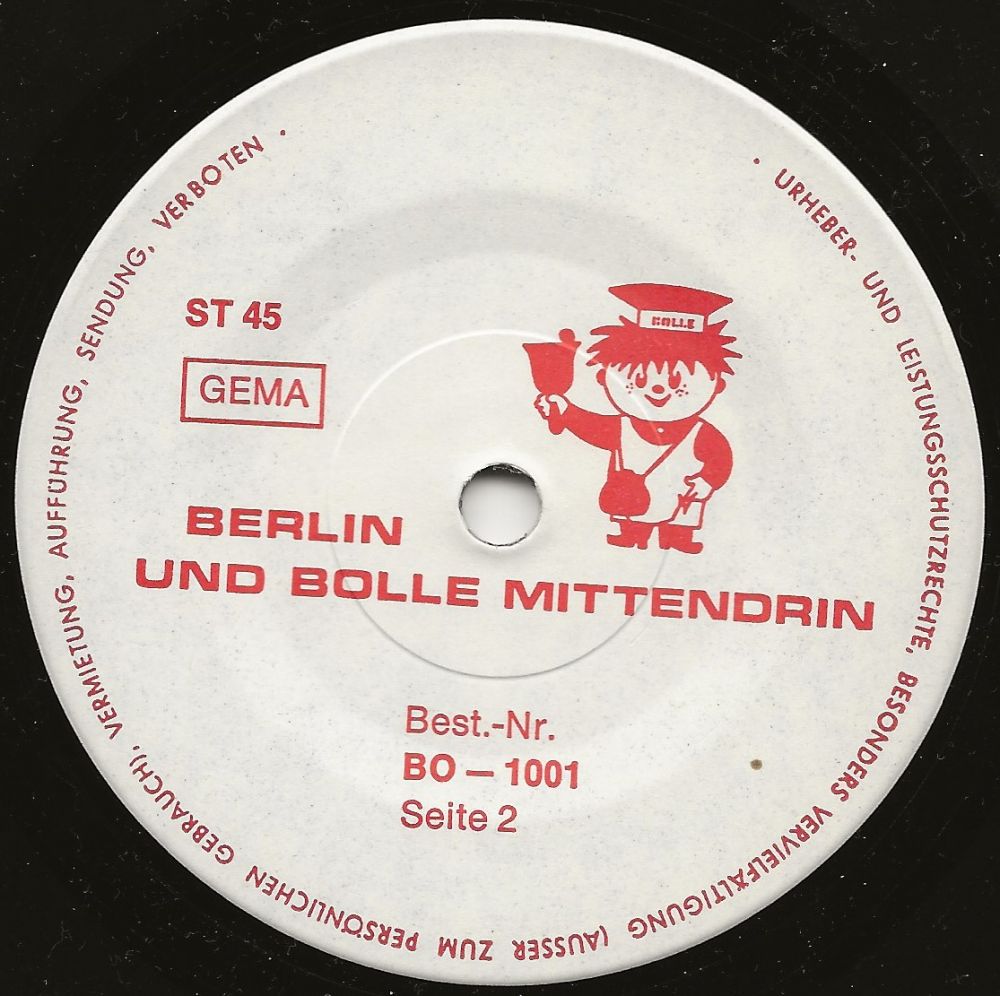 · URHEBER- UND LEISTUNGSSCHUTZRECHTE, BESONDERS VERVIELFÄLTIGUNG (AUSSER ZUM PERSÖNLICHEN GEBRAUCH), VERMIETUNG, AUFFÜHRUNG, SENDUNG, VERBOTEN ·
ST 45
BOLLE
GEMA
BERLIN
UND BOLLE MITTENDRIN
Best.-Nr.
BO — 1001
Seite 2